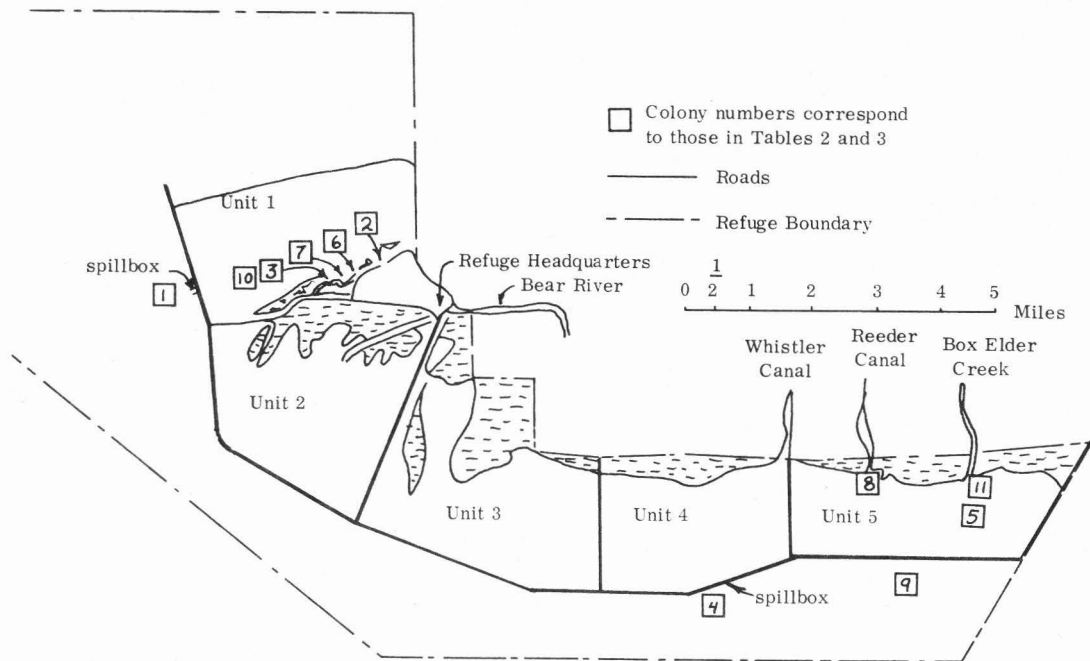 Colony numbers correspond
to those in Tables 2 and 3
Roads
Refuge Boundary
Unit 1
2
6
7
3
10
spillbox
1
Refuge Headquarters
Bear River
0 1/2 1 2 3 4 5
Miles
Whistler
Canal
Reeder
Canal
Box Elder
Creek
Unit 2
8
11
5
Unit 3
Unit 4
Unit 5
4
spillbox
9